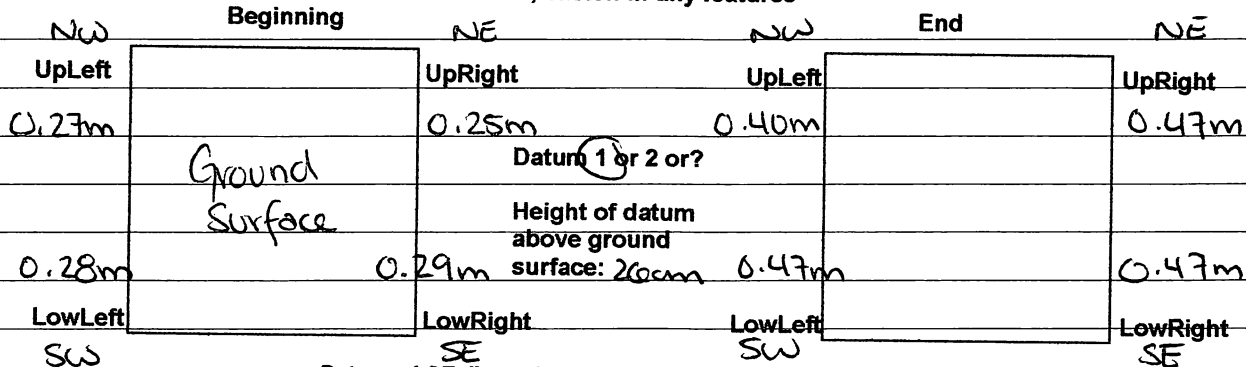 Beginning End
NW NE NW NE
UpLeft UpRight UpLeft UpRight
0.27m 0.25m 0.40m 0.47m
Ground Datum 1 or 2 or?
Surface Height of datum
above ground
0.28m 0.29m surface: 26cm 0.47m 0.47m
LowLeft LowRight LowLeft LowRight
SW SE SW SE